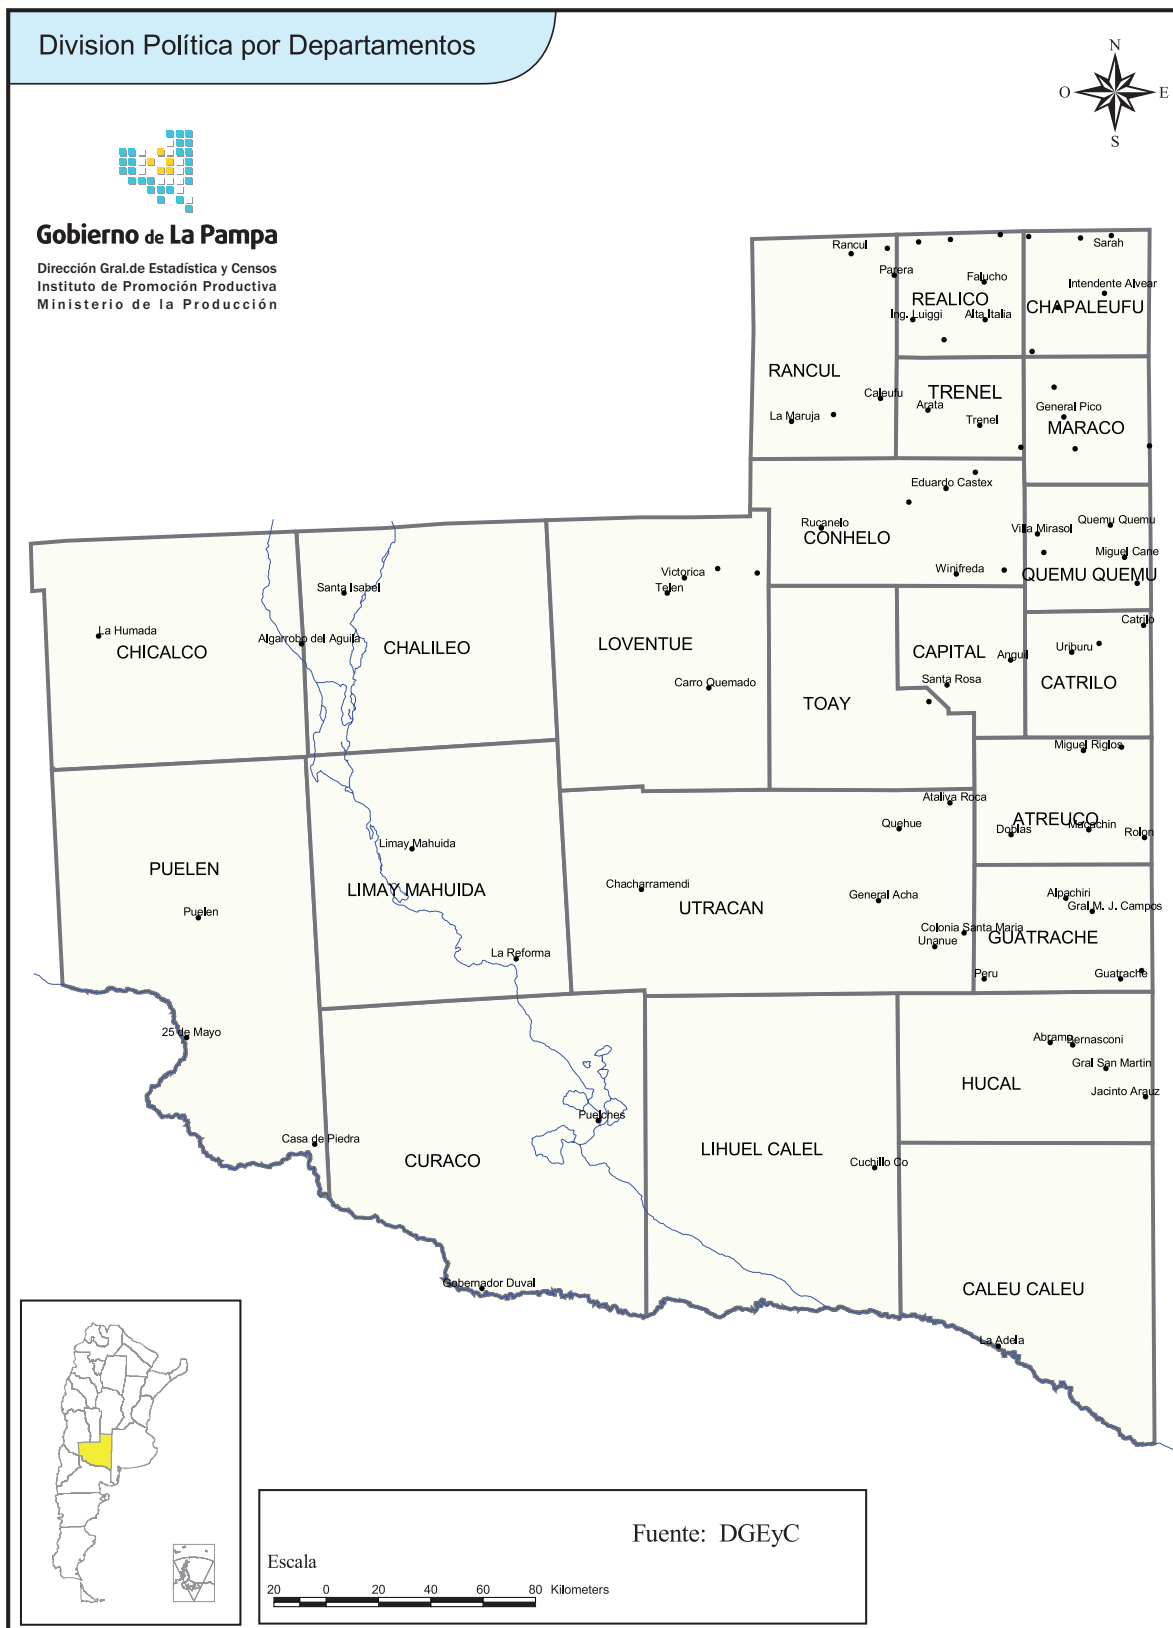 Division Política por Departamentos
N
O
E
S
Gobierno de La Pampa
Dirección Gral.de Estadística y Censos
Instituto de Promoción Productiva
Ministerio de la Producción
Rancul
Sarah
Parera
Falucho
Intendente Alvear
REALICO
CHAPALEUFU
Ing. Luiggi
Alta Italia
RANCUL
TRENEL
Caleufu
Arata
General Pico
La Maruja
Trenel
MARACO
Eduardo Castex
Rucanelo
Villa Mirasol
Quemu Quemu
CONHELO
Miguel Cane
Winifreda
QUEMU QUEMU
Victorica
Telen
Santa Isabel
La Humada
Algarrobo del Aguila
CHICALCO
CHALILEO
LOVENTUE
Catrilo
Uriburu
CAPITAL
Anguil
Carro Quemado
Santa Rosa
CATRILO
TOAY
Miguel Riglos
Ataliva Roca
ATREUCO
Quehue
Doblas
Macachin
Rolon
Limay Mahuida
PUELEN
LIMAY MAHUIDA
Chacharramendi
General Acha
Alpachiri
Gral M. J. Campos
UTRACAN
Puelen
Colonia Santa Maria
GUATRACHE
Unanue
La Reforma
Peru
Guatrache
25 de Mayo
Abramo
Bernasconi
Gral San Martin
HUCAL
Jacinto Arauz
Puelches
Casa de Piedra
CURACO
LIHUEL CALEL
Cuchillo Co
Gobernador Duval
CALEU CALEU
La Adela
Fuente: DGEyC
Escala
20 0 20 40 60 80 Kilometers